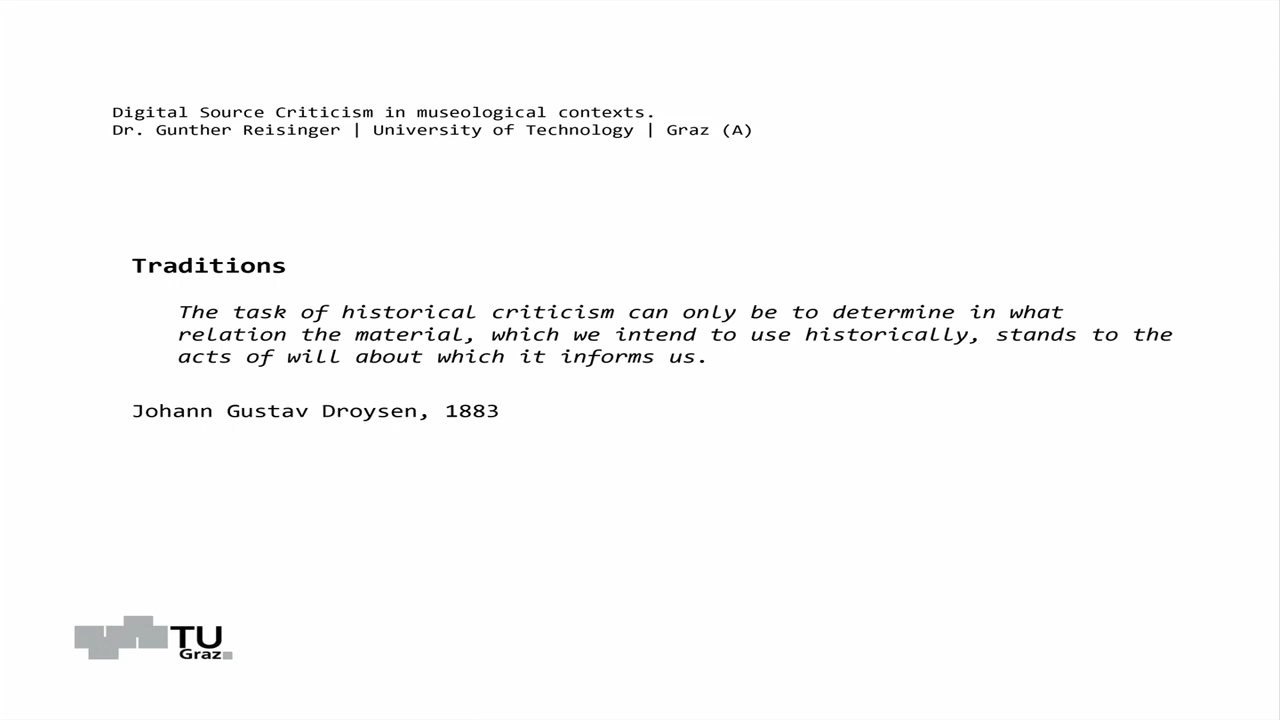 Digital Source Criticism in museological contexts.
Dr. Gunther Reisinger | University of Technology | Graz (A)
Traditions
The task of historical criticism can only be to determine in what
relation the material, which we intend to use historically, stands to the
acts of will about which it informs us.
Johann Gustav Droysen, 1883
TU
Graz